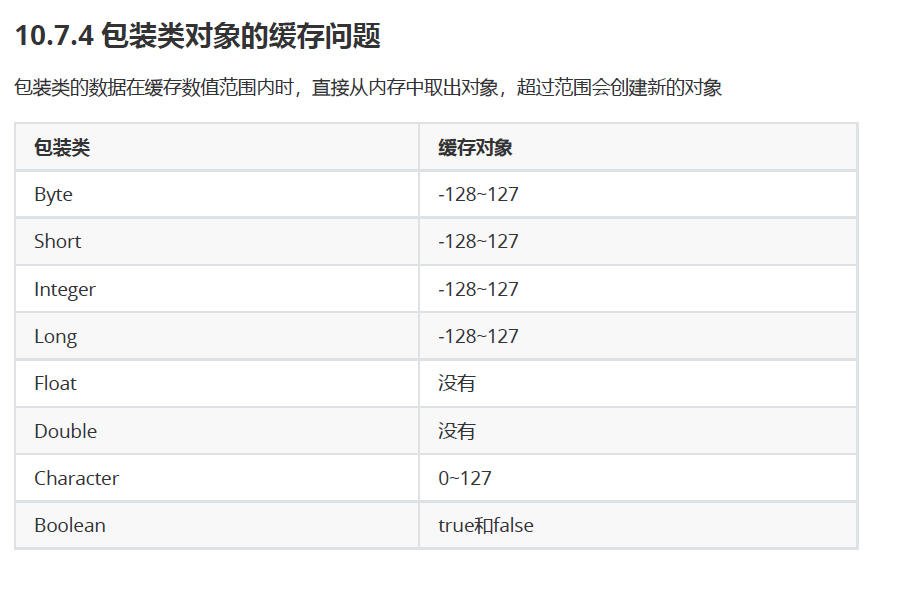 10.7.4 包装类对象的缓存问题
包装类的数据在缓存数值范围内时，直接从内存中取出对象，超过范围会创建新的对象
包装类 缓存对象
Byte -128~127
Short -128~127
Integer -128~127
Long -128~127
Float 没有
Double 没有
Character 0~127
Boolean true和false